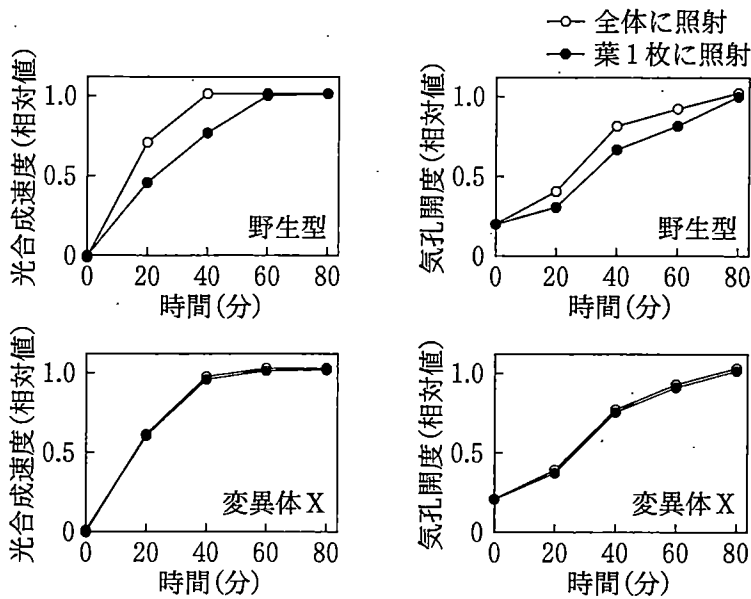 全体に照射
葉1枚に照射
光合成速度(相対値)
1.0
0.5
0
野生型
0 20 40 60 80
時間(分)
気孔開度(相対値)
1.0
0.5
0
野生型
0 20 40 60 80
時間(分)
光合成速度(相対値)
1.0
0.5
0
変異体X
0 20 40 60 80
時間(分)
気孔開度(相対値)
1.0
0.5
0
変異体X
0 20 40 60 80
時間(分)